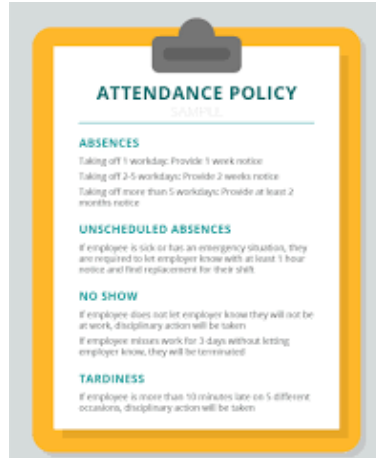 ATTENDANCE POLICY
SAMPLE
ABSENCES
Taking off 1 workday: Provide 1 week notice
Taking off 2-5 workdays: Provide 2 weeks notice
Taking off more than 5 workdays: Provide at least 2
months notice
UNSCHEDULED ABSENCES
If employee is sick or has an emergency situation, they
are required to let employer know with at least 1 hour
notice and find replacement for their shift
NO SHOW
If employee does not let employer know they will not be
at work, disciplinary action will be taken
If employee misses work for 3 days without letting
employer know, they will be terminated
TARDINESS
If employee is more than 10 minutes late on 5 different
occasions, disciplinary action will be taken